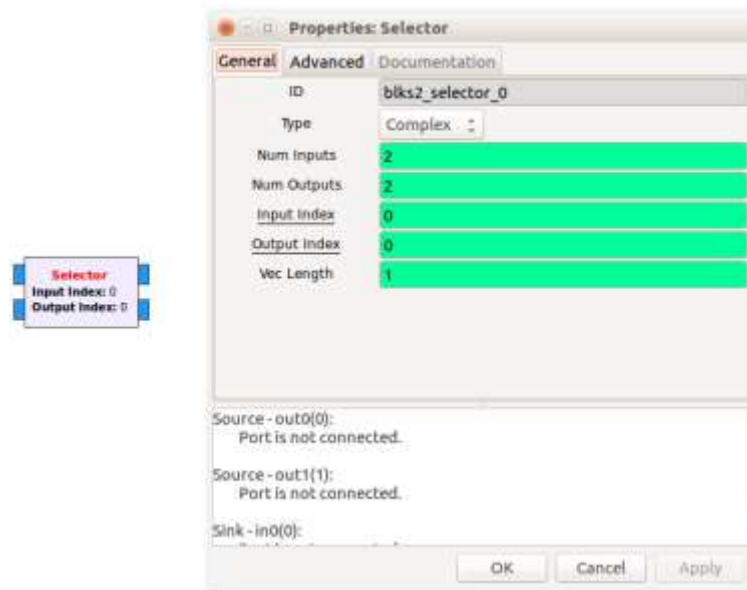 Properties: Selector
General Advanced Documentation
ID blks2_selector_0
Type Complex
Num Inputs 2
Num Outputs 2
Input Index 0
Output Index 0
Vec Length 1
Selector
Input Index: 0
Output Index: 0
Source - out0(0):
Port is not connected.
Source - out1(1):
Port is not connected.
Sink - in0(0):
OK Cancel Apply